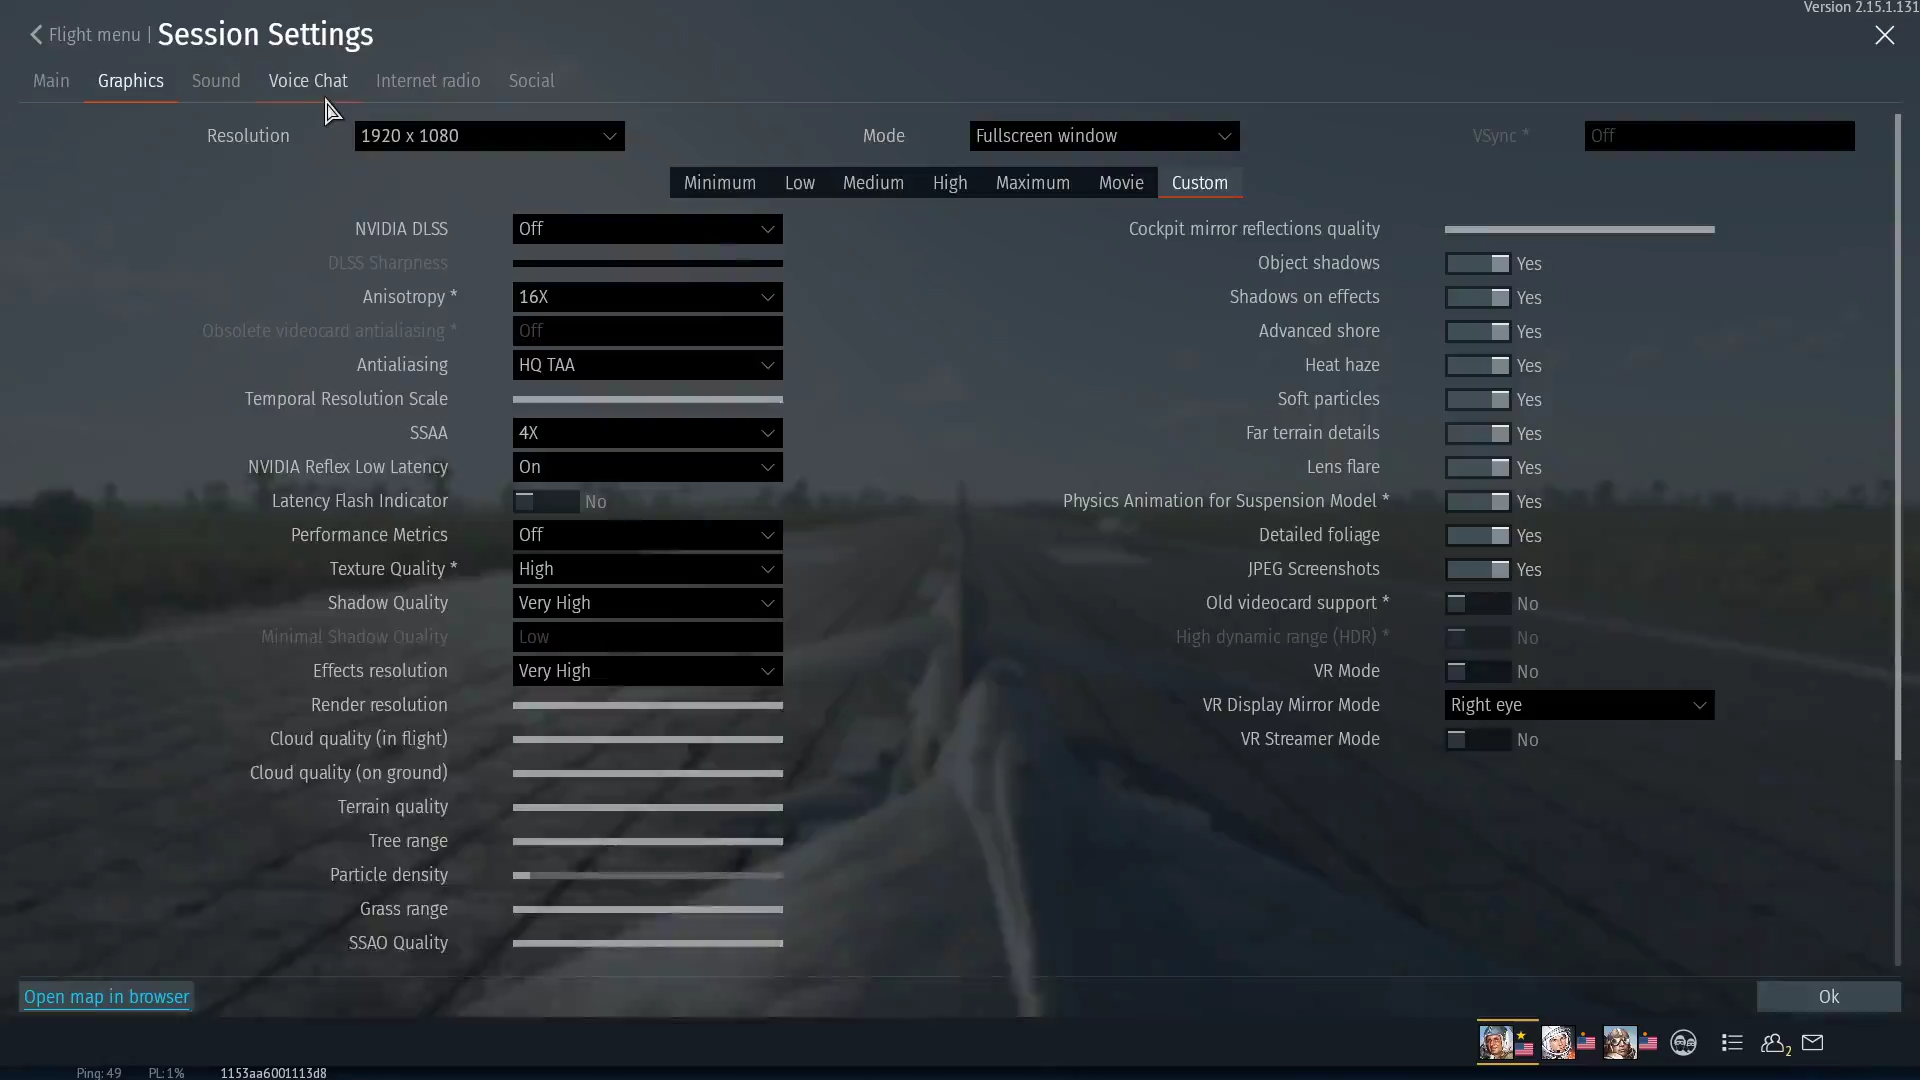 Version 2.15.1.131
Flight menu | Session Settings
Main Graphics Sound Voice Chat Internet radio Social
Resolution 1920 x 1080 Mode Fullscreen window VSync * Off
Minimum Low Medium High Maximum Movie Custom
NVIDIA DLSS Off
DLSS Sharpness
Anisotropy * 16X
Obsolete videocard antialiasing * Off
Antialiasing HQ TAA
Temporal Resolution Scale
SSAA 4X
NVIDIA Reflex Low Latency On
Latency Flash Indicator No
Performance Metrics Off
Texture Quality * High
Shadow Quality Very High
Minimal Shadow Quality Low
Effects resolution Very High
Render resolution
Cloud quality (in flight)
Cloud quality (on ground)
Terrain quality
Tree range
Particle density
Grass range
SSAO Quality
Cockpit mirror reflections quality
Object shadows Yes
Shadows on effects Yes
Advanced shore Yes
Heat haze Yes
Soft particles Yes
Far terrain details Yes
Lens flare Yes
Physics Animation for Suspension Model * Yes
Detailed foliage Yes
JPEG Screenshots Yes
Old videocard support * No
High dynamic range (HDR) * No
VR Mode No
VR Display Mirror Mode Right eye
VR Streamer Mode No
Open map in browser Ok
2
Ping: 49 PL: 1% 1153aa6001113d8